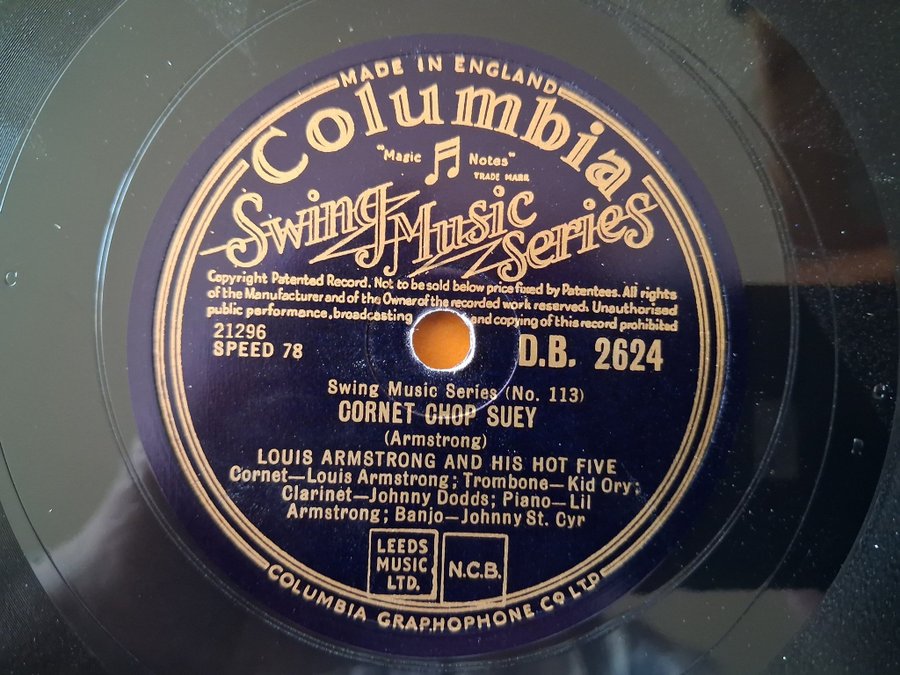 MADE IN ENGLAND
Columbia
"Magic Notes"
TRADE MARK
Swing Music Series
Copyright Patented Record. Not to be sold below price fixed by Patentees. All rights
of the Manufacturer and of the Owner of the recorded work reserved. Unauthorised
public performance, broadcasting and copying of this record prohibited
21296
SPEED 78
D.B. 2624
Swing Music Series (No. 113)
CORNET CHOP SUEY
(Armstrong)
LOUIS ARMSTRONG AND HIS HOT FIVE
Cornet—Louis Armstrong; Trombone—Kid Ory;
Clarinet—Johnny Dodds; Piano—Lil
Armstrong; Banjo—Johnny St. Cyr
LEEDS
MUSIC
LTD.
N.C.B.
COLUMBIA GRAPHOPHONE CO LTD